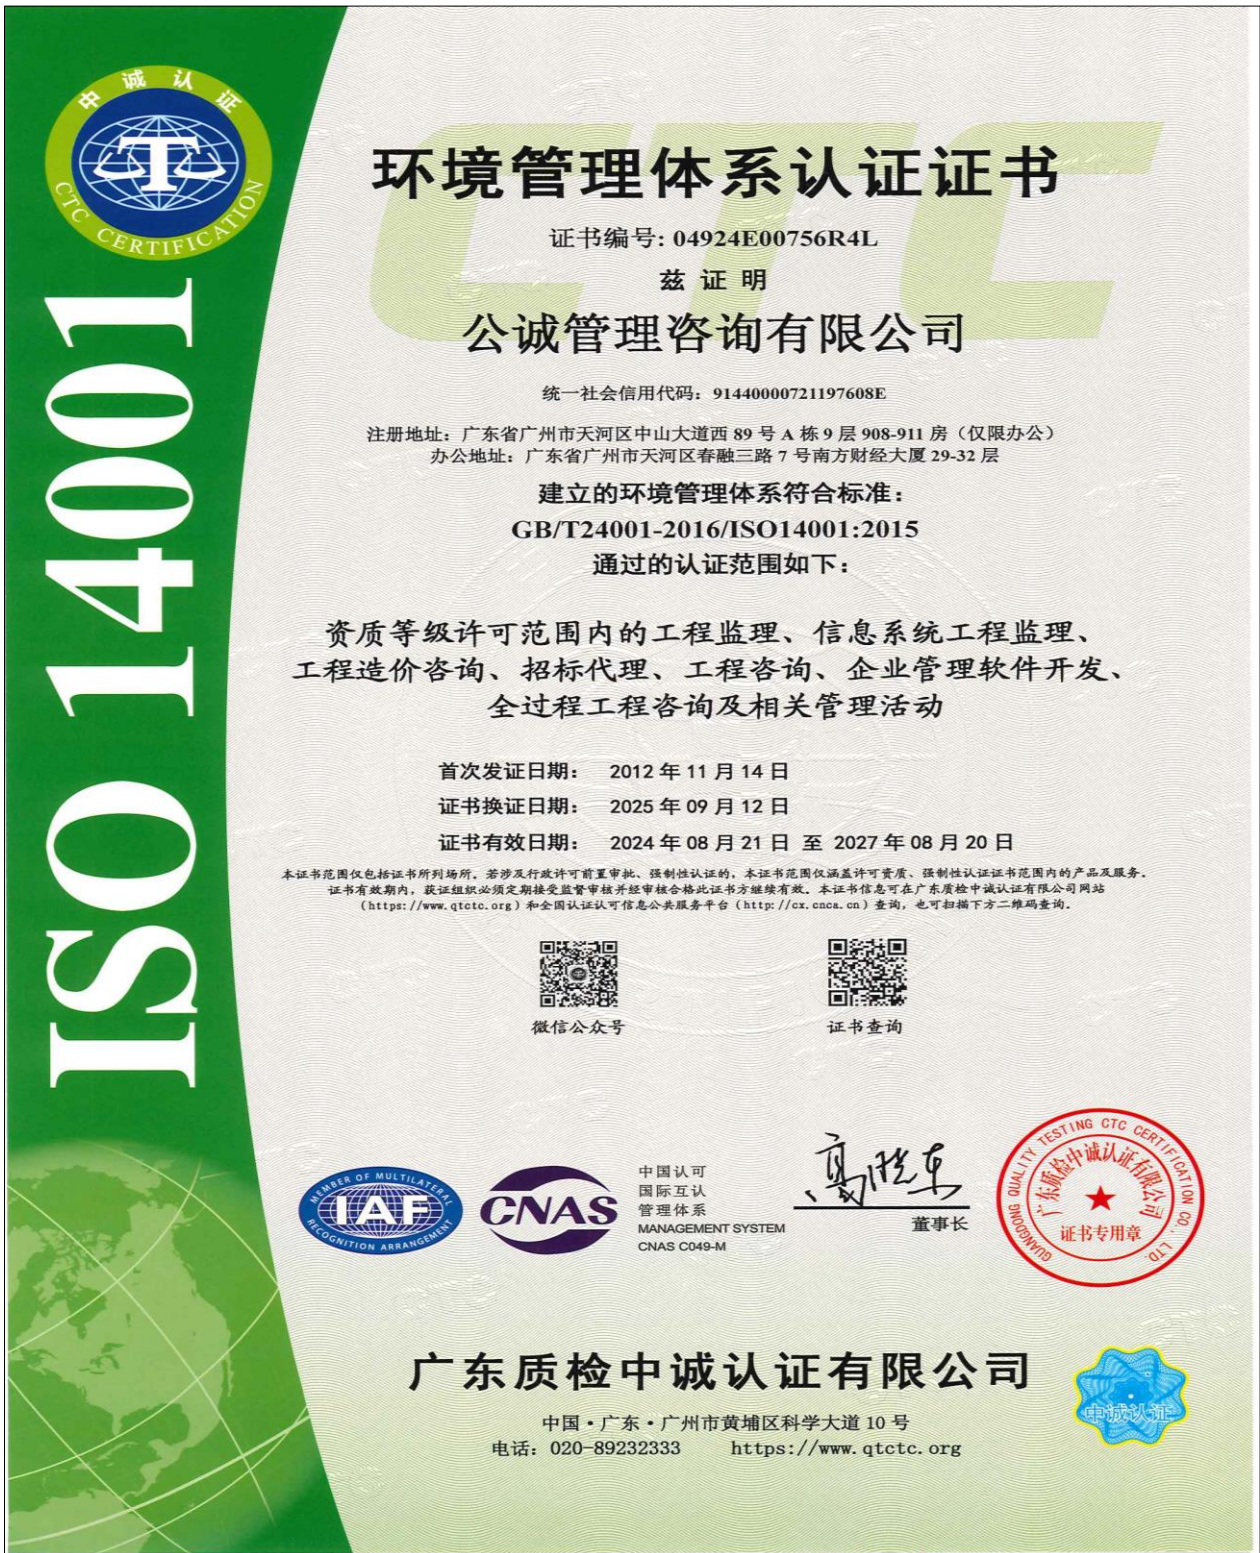 中诚认证
CTC CERTIFICATION
ISO 14001
CTC
环境管理体系认证证书
证书编号: 04924E00756R4L
兹证明
公诚管理咨询有限公司
统一社会信用代码：91440000721197608E
注册地址：广东省广州市天河区中山大道西 89 号 A 栋 9 层 908-911 房（仅限办公）
办公地址：广东省广州市天河区春融三路 7 号南方财经大厦 29-32 层
建立的环境管理体系符合标准：
GB/T24001-2016/ISO14001:2015
通过的认证范围如下：
资质等级许可范围内的工程监理、信息系统工程监理、
工程造价咨询、招标代理、工程咨询、企业管理软件开发、
全过程工程咨询及相关管理活动
首次发证日期： 2012 年 11 月 14 日
证书换证日期： 2025 年 09 月 12 日
证书有效日期： 2024 年 08 月 21 日 至 2027 年 08 月 20 日
本证书范围仅包括证书所列场所。若涉及行政许可前置审批、强制性认证的，本证书范围仅涵盖许可资质、强制性认证证书范围内的产品及服务。
证书有效期内，获证组织必须定期接受监督审核并经审核合格此证书方继续有效。本证书信息可在广东质检中诚认证有限公司网站
（https://www.qtctc.org）和全国认证认可信息公共服务平台（http://cx.cnca.cn）查询，也可扫描下方二维码查询。
微信公众号
证书查询
MEMBER OF MULTILATERAL
IAF
RECOGNITION ARRANGEMENT
CNAS
中国认可
国际互认
管理体系
MANAGEMENT SYSTEM
CNAS C049-M
高晓东
董事长
GUANGDONG QUALITY TESTING CTC CERTIFICATION CO., LTD.
广东质检中诚认证有限公司
证书专用章
广东质检中诚认证有限公司
中国·广东·广州市黄埔区科学大道 10 号
电话：020-89232333 https://www.qtctc.org
中诚认证